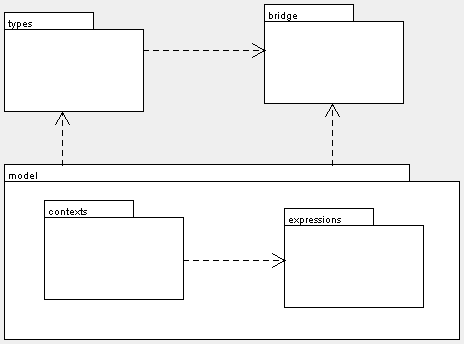 types
bridge
model
contexts
expressions